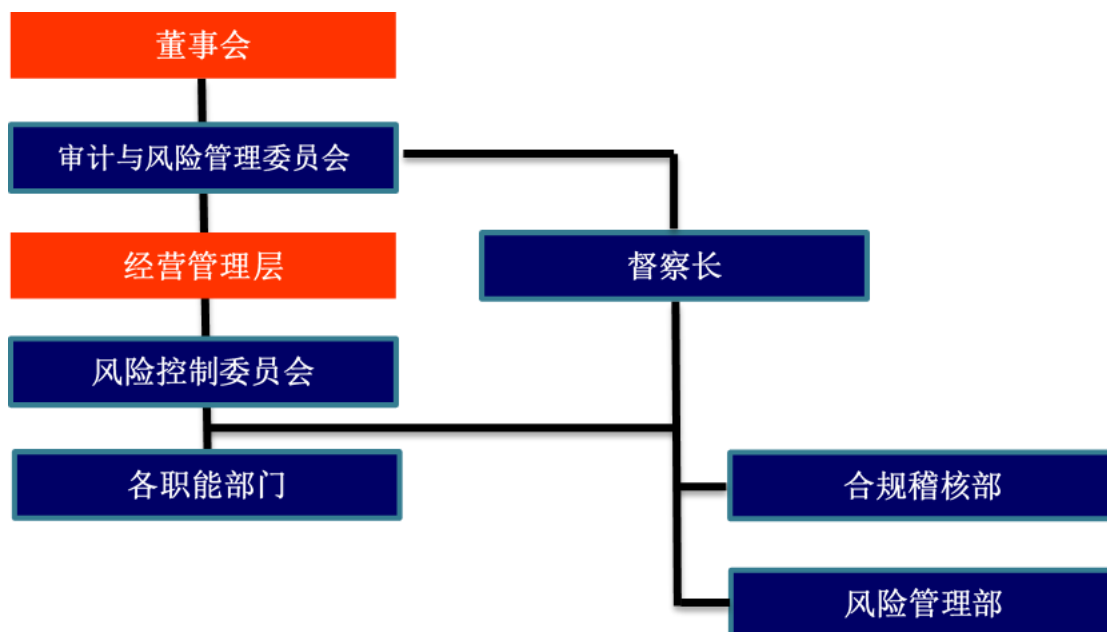 董事会
审计与风险管理委员会
经营管理层
督察长
风险控制委员会
各职能部门
合规稽核部
风险管理部